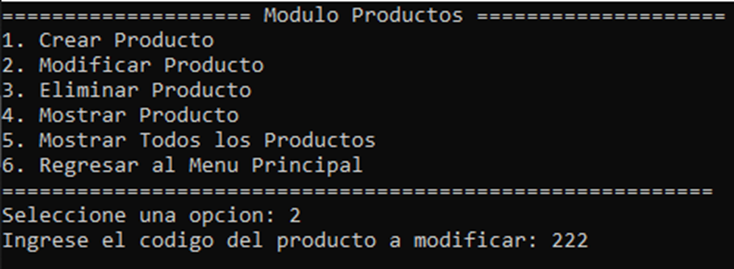 ==================== Modulo Productos ====================
1. Crear Producto
2. Modificar Producto
3. Eliminar Producto
4. Mostrar Producto
5. Mostrar Todos los Productos
6. Regresar al Menu Principal
=========================================================
Seleccione una opcion: 2
Ingrese el codigo del producto a modificar: 222